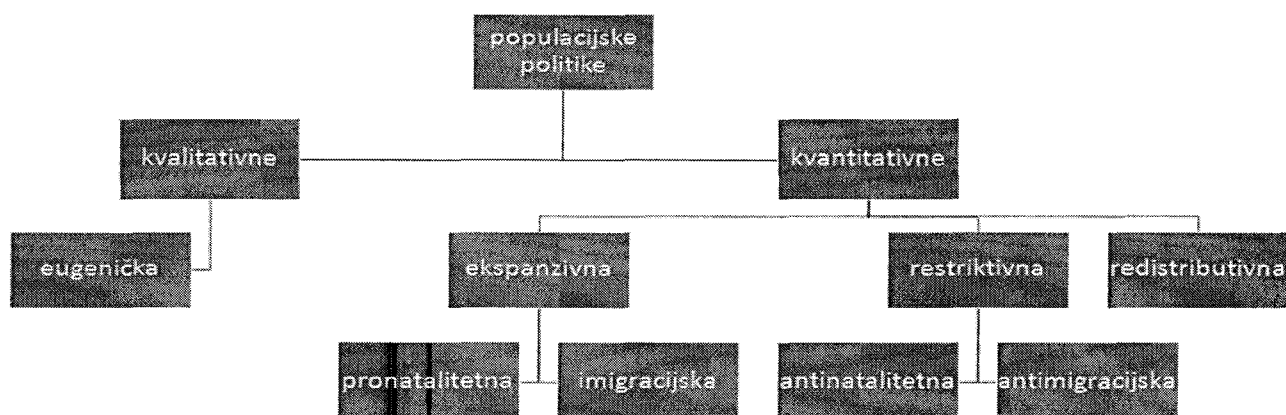 populacijske
politike
kvalitativne
kvantitativne
eugenička
ekspanzivna
restriktivna
redistributivna
pronatalitetna
imigracijska
antinatalitetna
antimigracijska